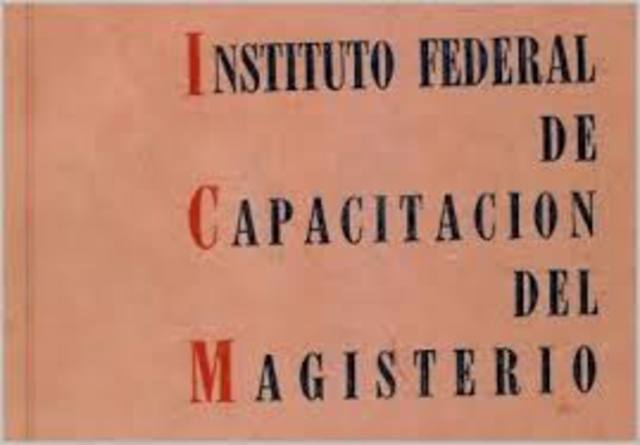 INSTITUTO FEDERAL
DE
CAPACITACION
DEL
MAGISTERIO